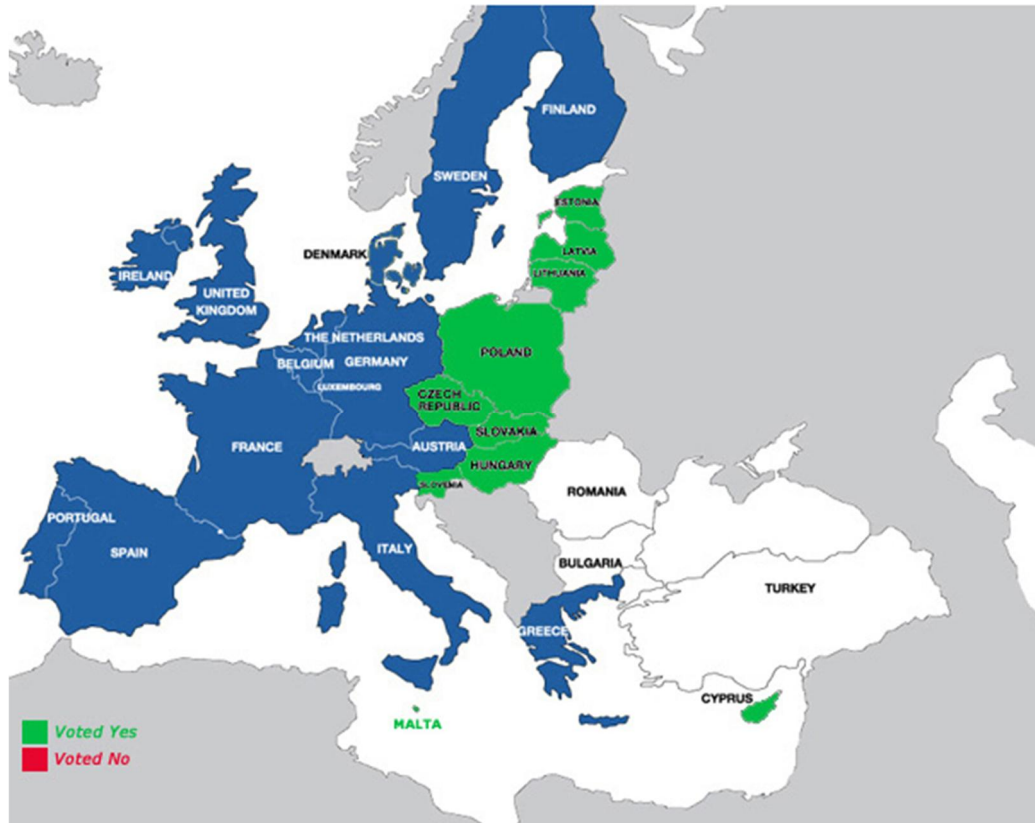 FINLAND
SWEDEN
ESTONIA
DENMARK
LATVIA
IRELAND
LITHUANIA
UNITED
KINGDOM
THE NETHERLANDS
POLAND
BELGIUM
GERMANY
LUXEMBOURG
CZECH
REPUBLIC
SLOVAKIA
FRANCE
AUSTRIA
HUNGARY
SLOVENIA
ROMANIA
PORTUGAL
SPAIN
ITALY
BULGARIA
TURKEY
GREECE
CYPRUS
MALTA
Voted Yes
Voted No